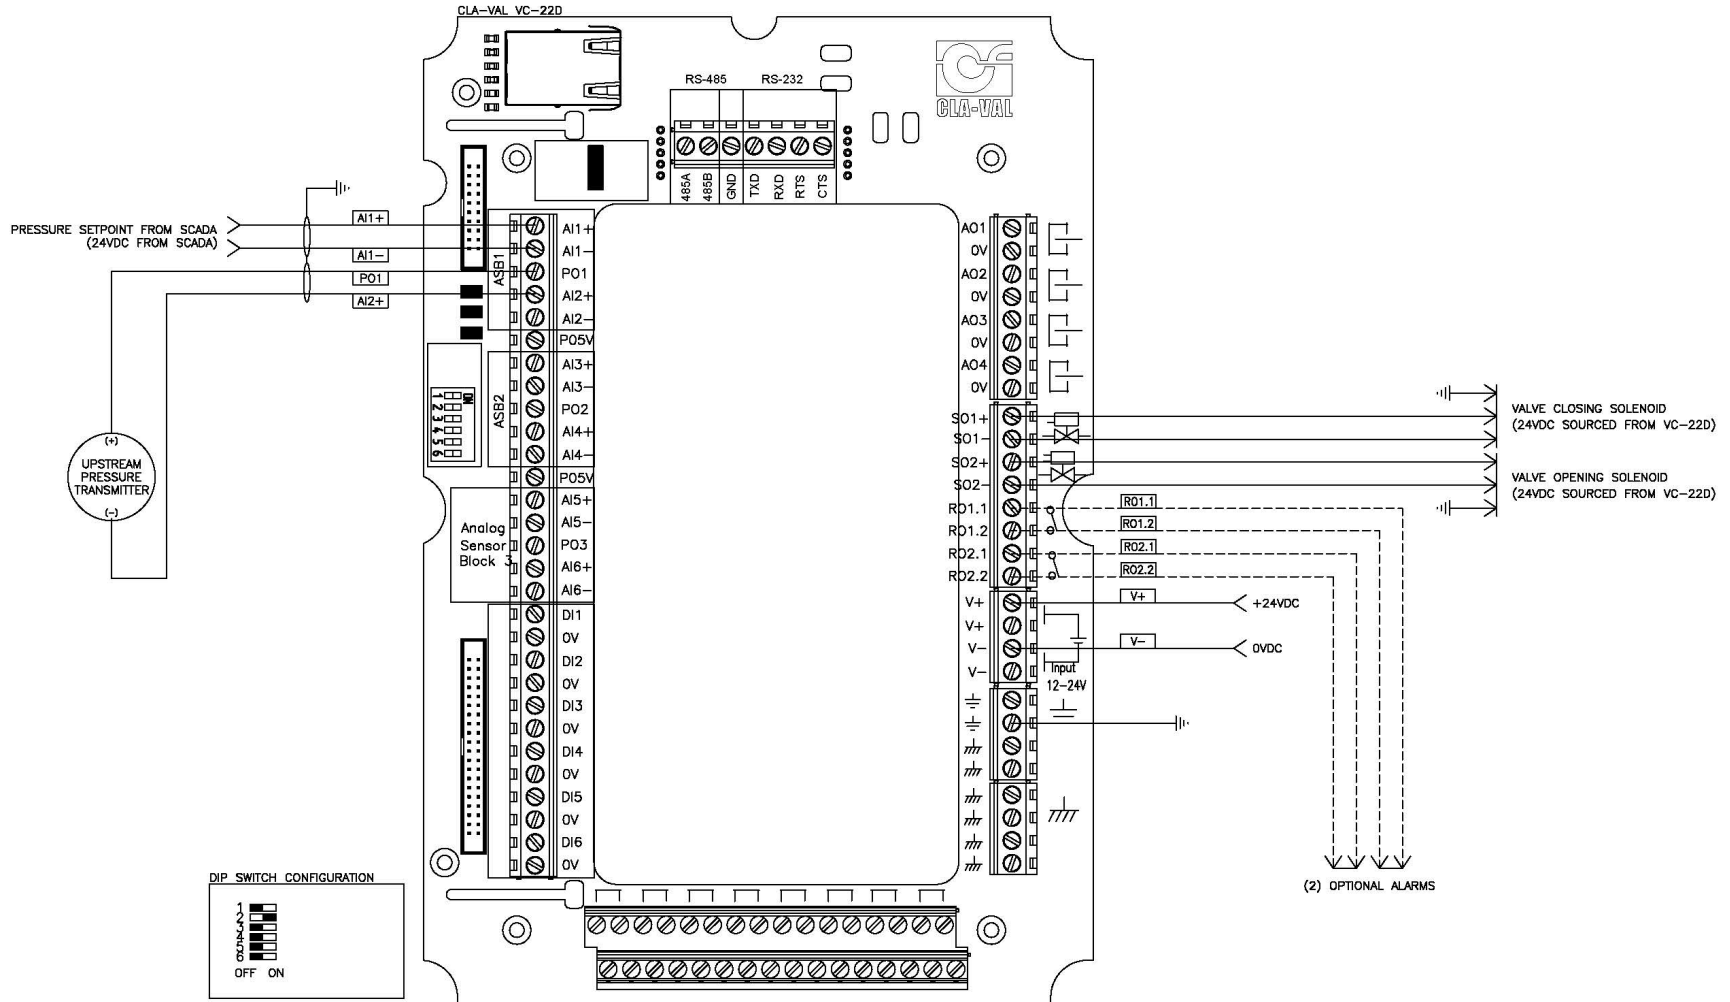 CLA-VAL VC-22D
RS-485
RS-232
CLA-VAL
485A
485B
GND
TXD
RXD
RTS
CTS
PRESSURE SETPOINT FROM SCADA
(24VDC FROM SCADA)
AI1+
AI1-
PO1
AI2+
ASB1
AI1+
AI1-
PO1
AI2+
AI2-
PO5V
ASB2
AI3+
AI3-
PO2
AI4+
AI4-
PO5V
ON
1
2
3
4
5
6
(+)
UPSTREAM
PRESSURE
TRANSMITTER
(-)
Analog
Sensor
Block 3
AI5+
AI5-
PO3
AI6+
AI6-
DI1
0V
DI2
0V
DI3
0V
DI4
0V
DI5
0V
DI6
0V
AO1
0V
AO2
0V
AO3
0V
AO4
0V
SO1+
SO1-
SO2+
SO2-
RO1.1
RO1.2
RO2.1
RO2.2
V+
V+
V-
V-
Input
12-24V
RO1.1
RO1.2
RO2.1
RO2.2
V+
V-
+24VDC
0VDC
VALVE CLOSING SOLENOID
(24VDC SOURCED FROM VC-22D)
VALVE OPENING SOLENOID
(24VDC SOURCED FROM VC-22D)
(2) OPTIONAL ALARMS
DIP SWITCH CONFIGURATION
1
2
3
4
5
6
OFF ON